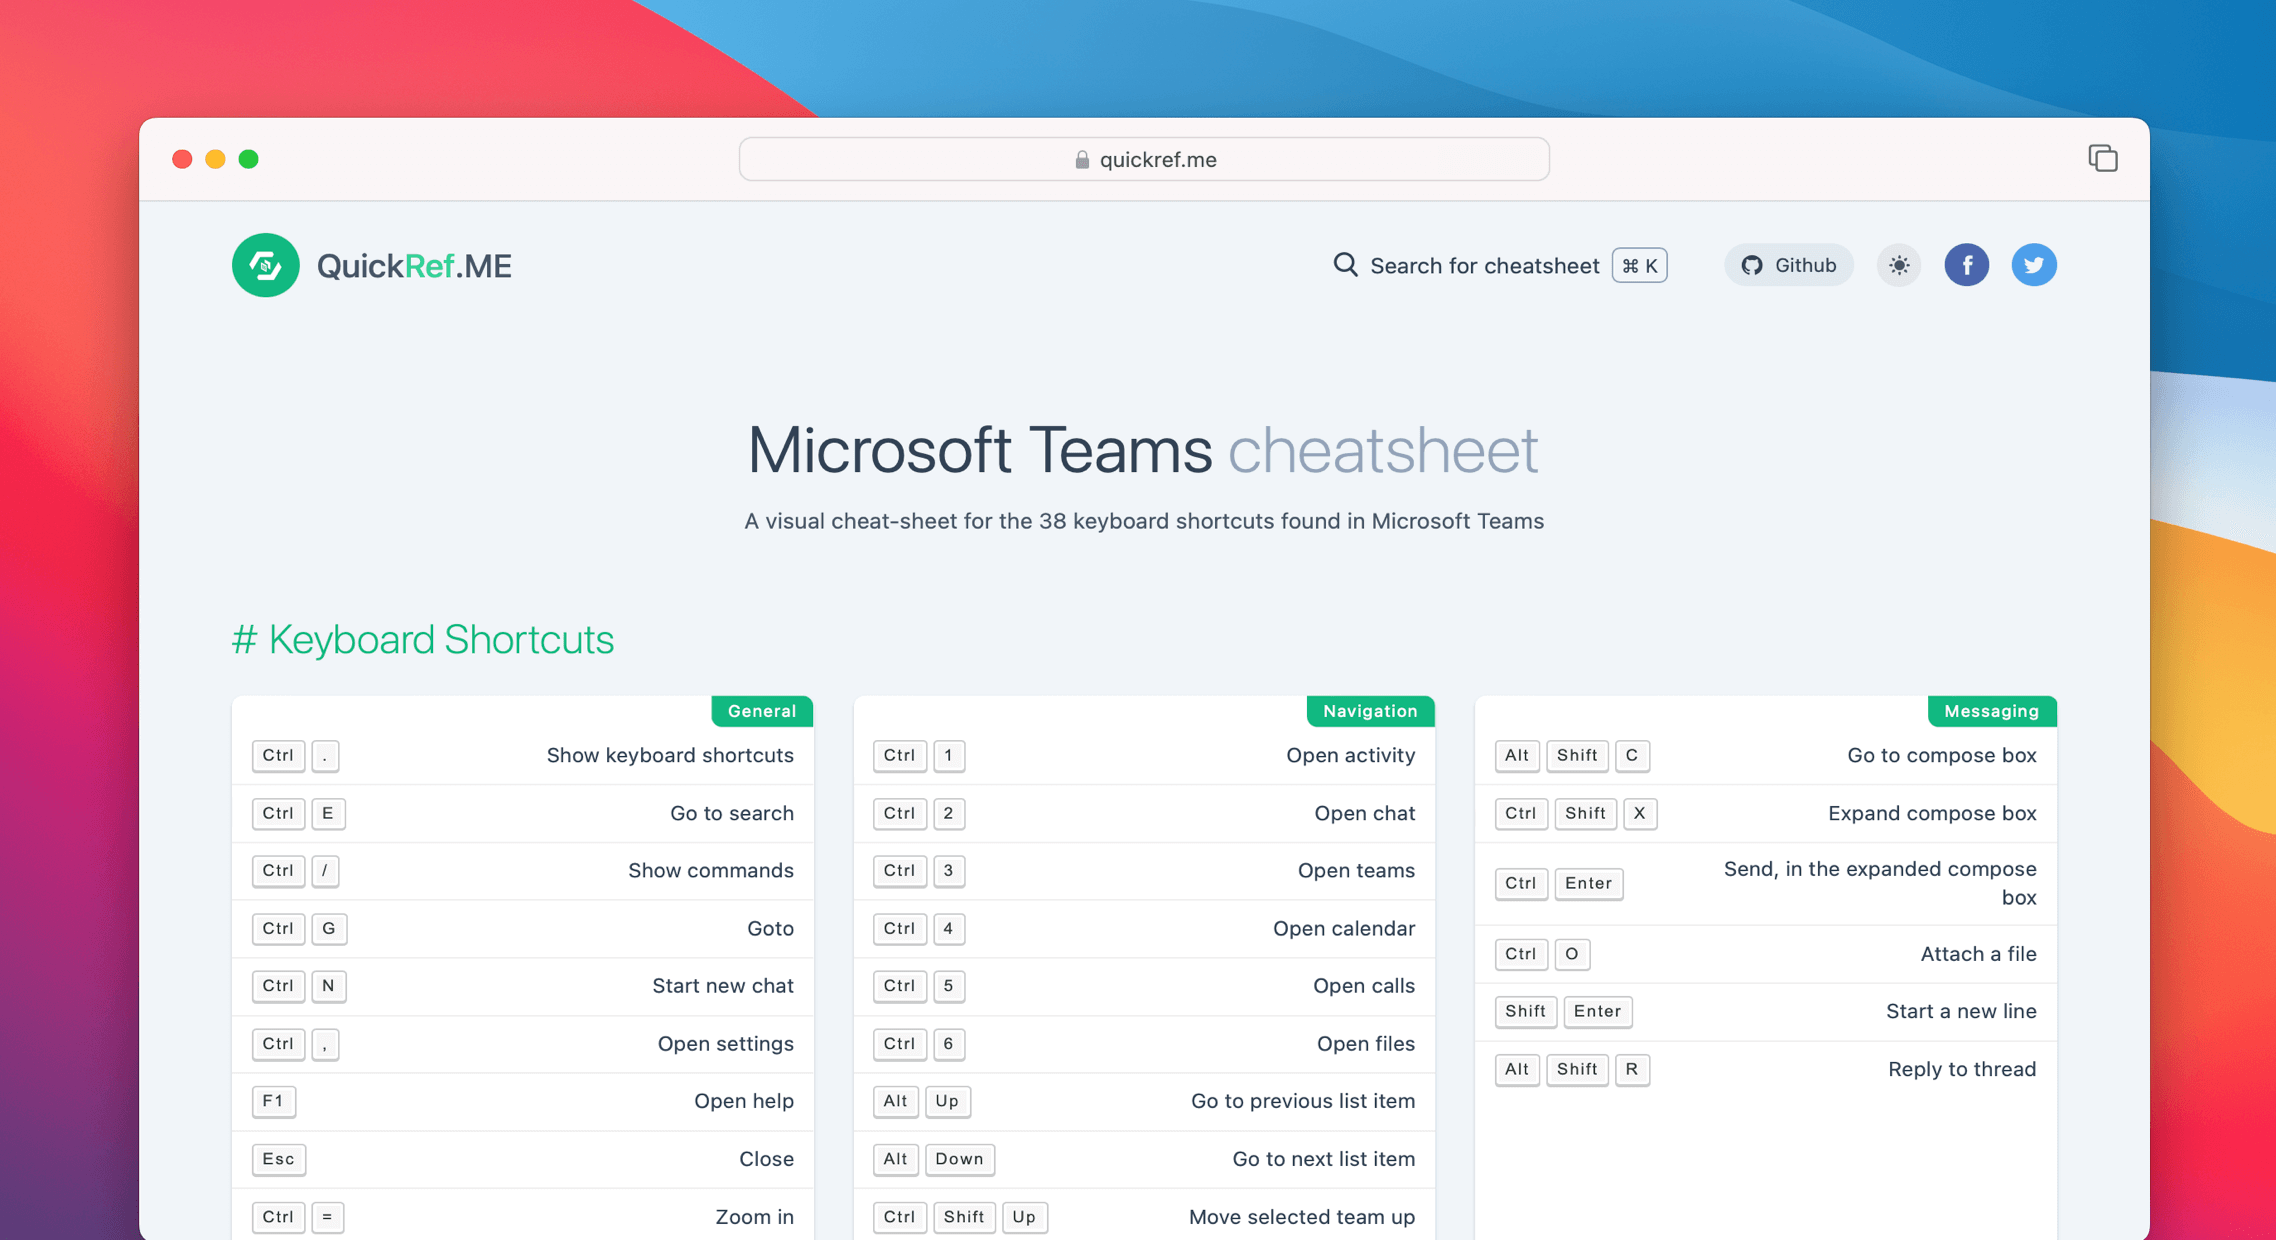 quickref.me
QuickRef.ME
Search for cheatsheet ⌘ K
Github
Microsoft Teams cheatsheet
A visual cheat-sheet for the 38 keyboard shortcuts found in Microsoft Teams
# Keyboard Shortcuts
General
Ctrl . Show keyboard shortcuts
Ctrl E Go to search
Ctrl / Show commands
Ctrl G Goto
Ctrl N Start new chat
Ctrl , Open settings
F1 Open help
Esc Close
Ctrl = Zoom in
Navigation
Ctrl 1 Open activity
Ctrl 2 Open chat
Ctrl 3 Open teams
Ctrl 4 Open calendar
Ctrl 5 Open calls
Ctrl 6 Open files
Alt Up Go to previous list item
Alt Down Go to next list item
Ctrl Shift Up Move selected team up
Messaging
Alt Shift C Go to compose box
Ctrl Shift X Expand compose box
Ctrl Enter Send, in the expanded compose
box
Ctrl O Attach a file
Shift Enter Start a new line
Alt Shift R Reply to thread